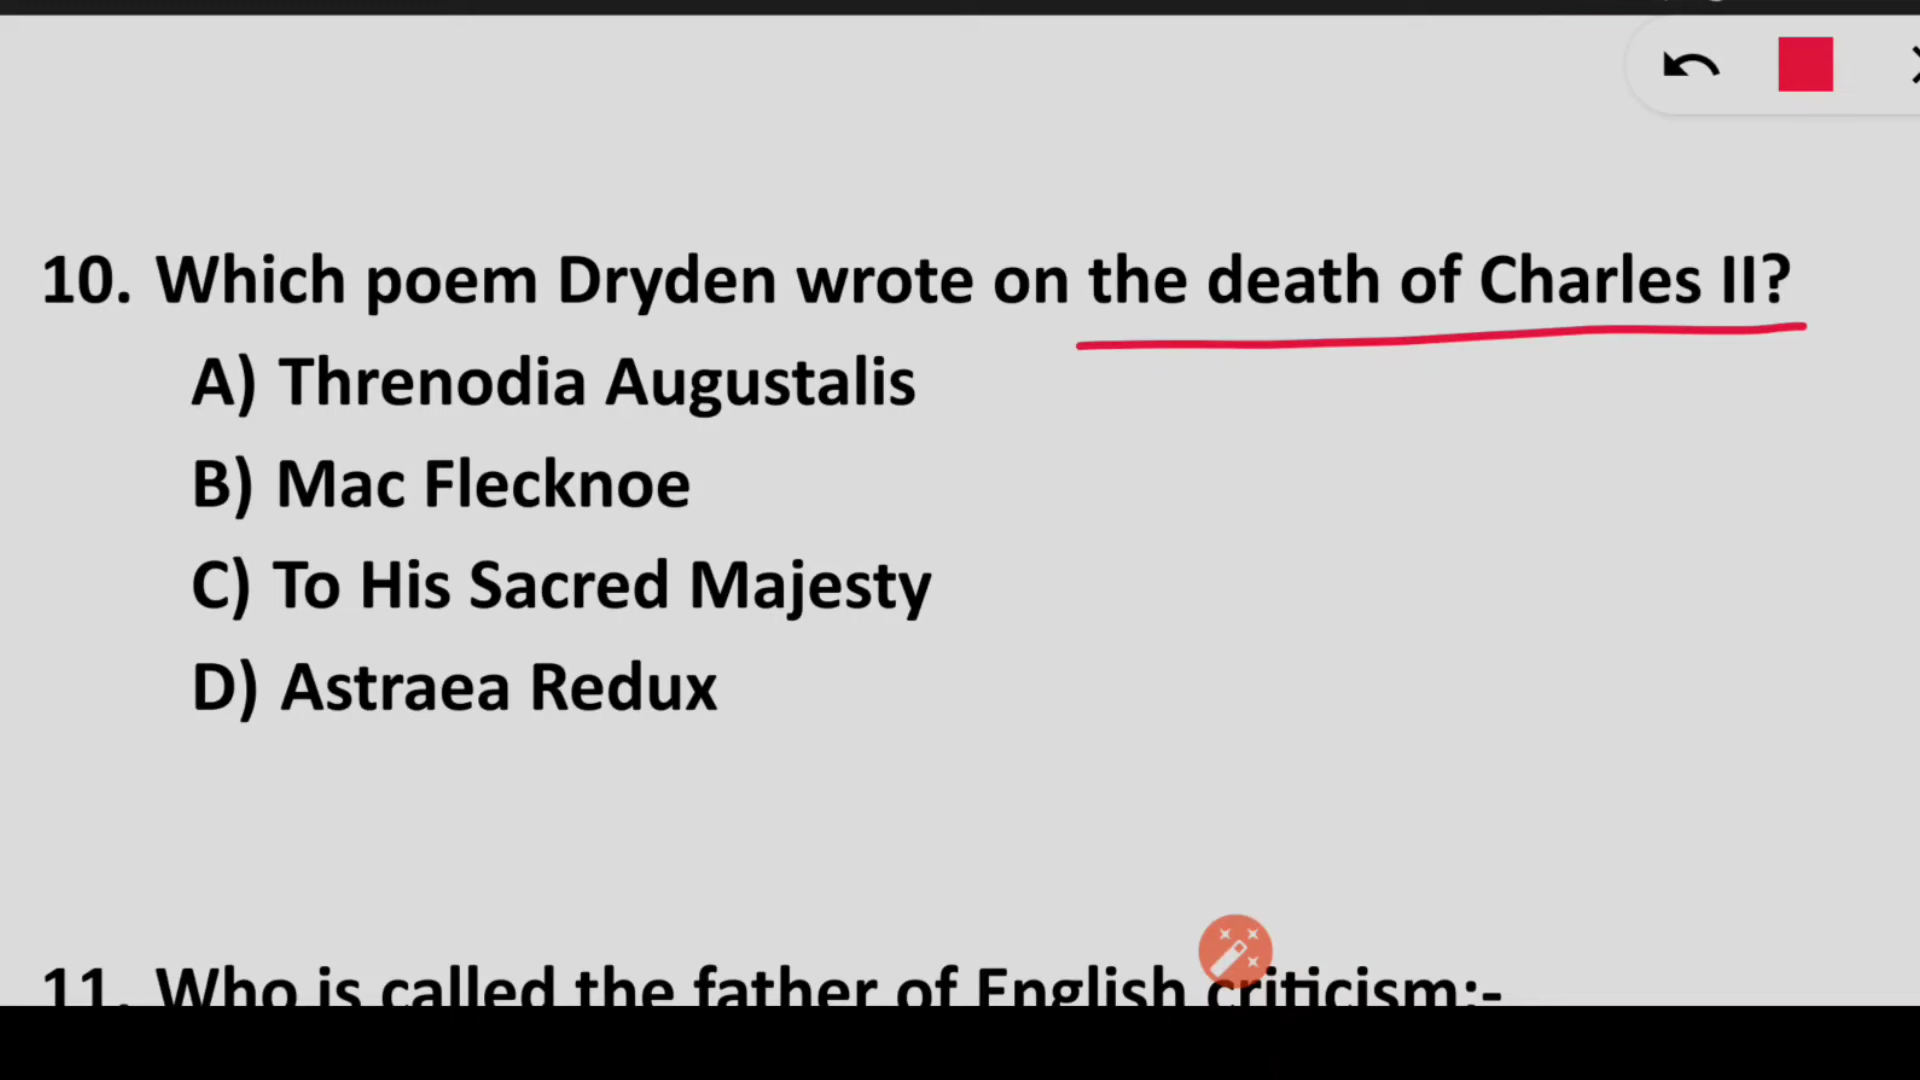 10. Which poem Dryden wrote on the death of Charles II?
A) Threnodia Augustalis
B) Mac Flecknoe
C) To His Sacred Majesty
D) Astraea Redux
11. Who is called the father of English criticism:-